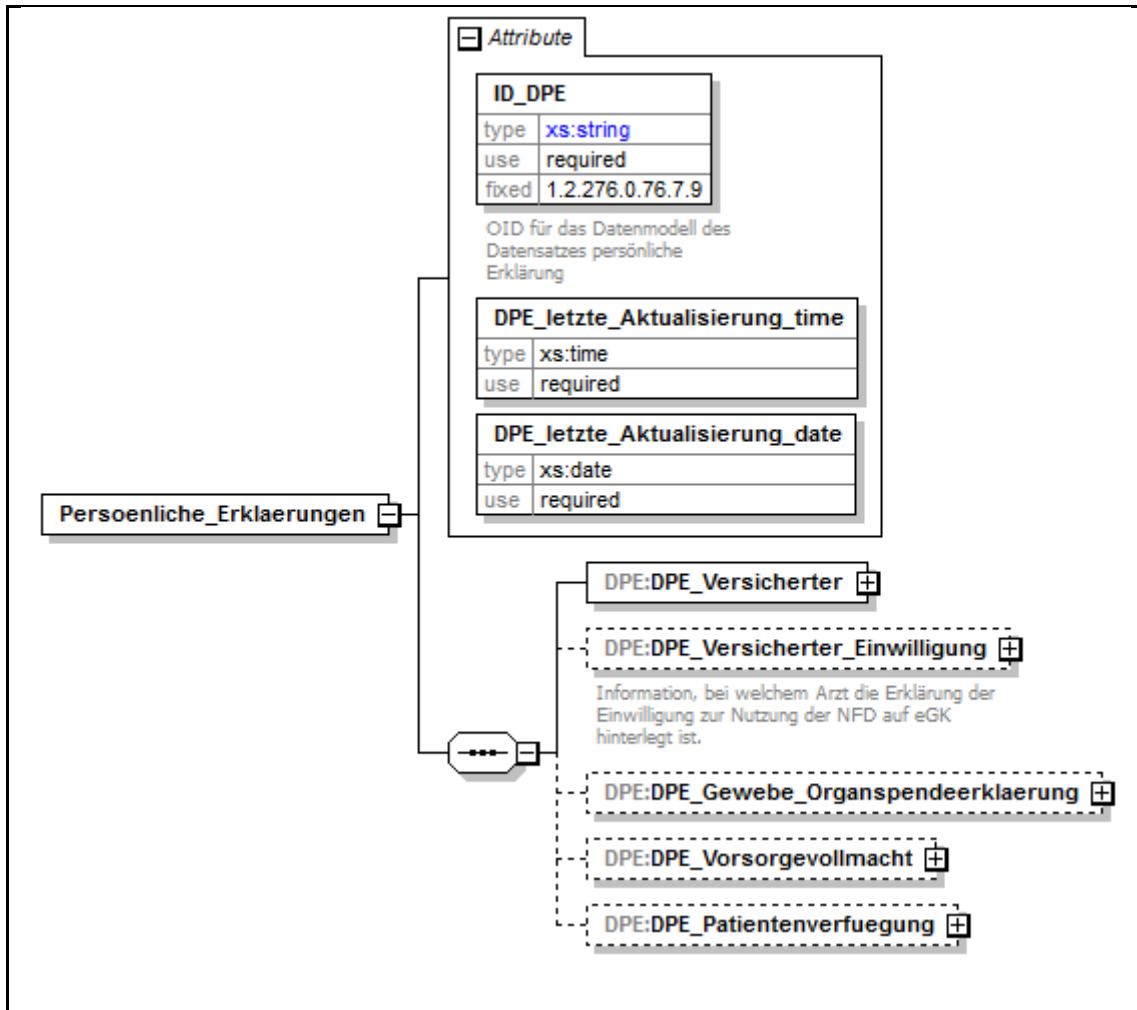 Attribute
ID_DPE
type xs:string
use required
fixed 1.2.276.0.76.7.9
OID für das Datenmodell des
Datensatzes persönliche
Erklärung
DPE_letzte_Aktualisierung_time
type xs:time
use required
DPE_letzte_Aktualisierung_date
type xs:date
use required
Persoenliche_Erklaerungen
DPE:DPE_Versicherter
DPE:DPE_Versicherter_Einwilligung
Information, bei welchem Arzt die Erklärung der
Einwilligung zur Nutzung der NFD auf eGK
hinterlegt ist.
DPE:DPE_Gewebe_Organspendeerklaerung
DPE:DPE_Vorsorgevollmacht
DPE:DPE_Patientenverfuegung